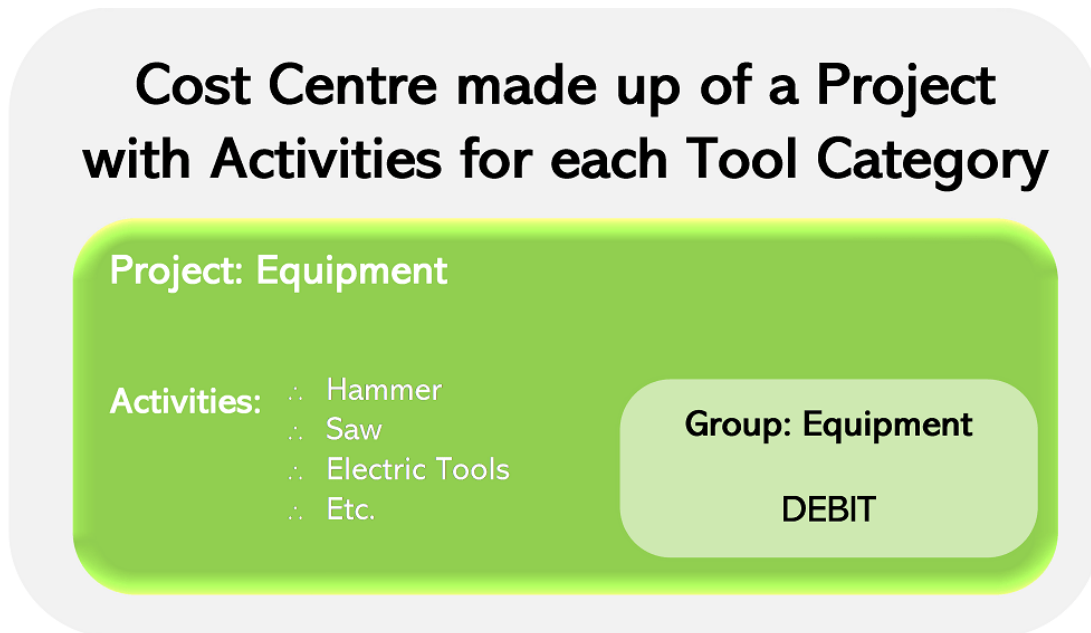 Cost Centre made up of a Project
with Activities for each Tool Category
Project: Equipment
Activities:
∴ Hammer
∴ Saw
∴ Electric Tools
∴ Etc.
Group: Equipment
DEBIT